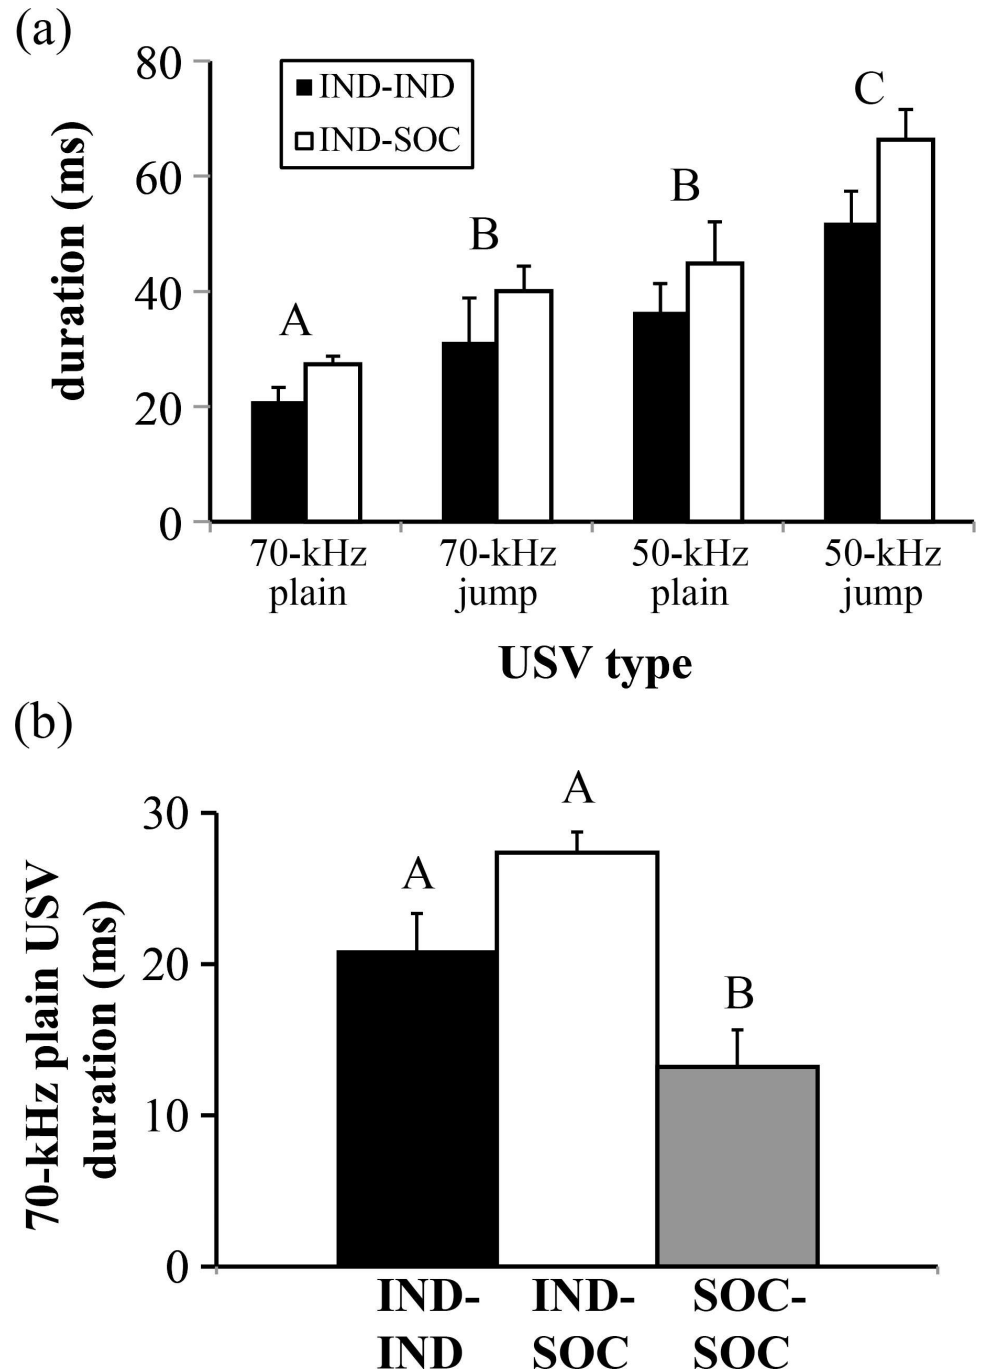 (a)
80
60
40
20
0
duration (ms)
IND-IND
IND-SOC
A
B
B
C
70-kHz
plain
70-kHz
jump
50-kHz
plain
50-kHz
jump
USV type
(b)
30
20
10
0
70-kHz plain USV
duration (ms)
A
A
B
IND-
IND
IND-
SOC
SOC-
SOC